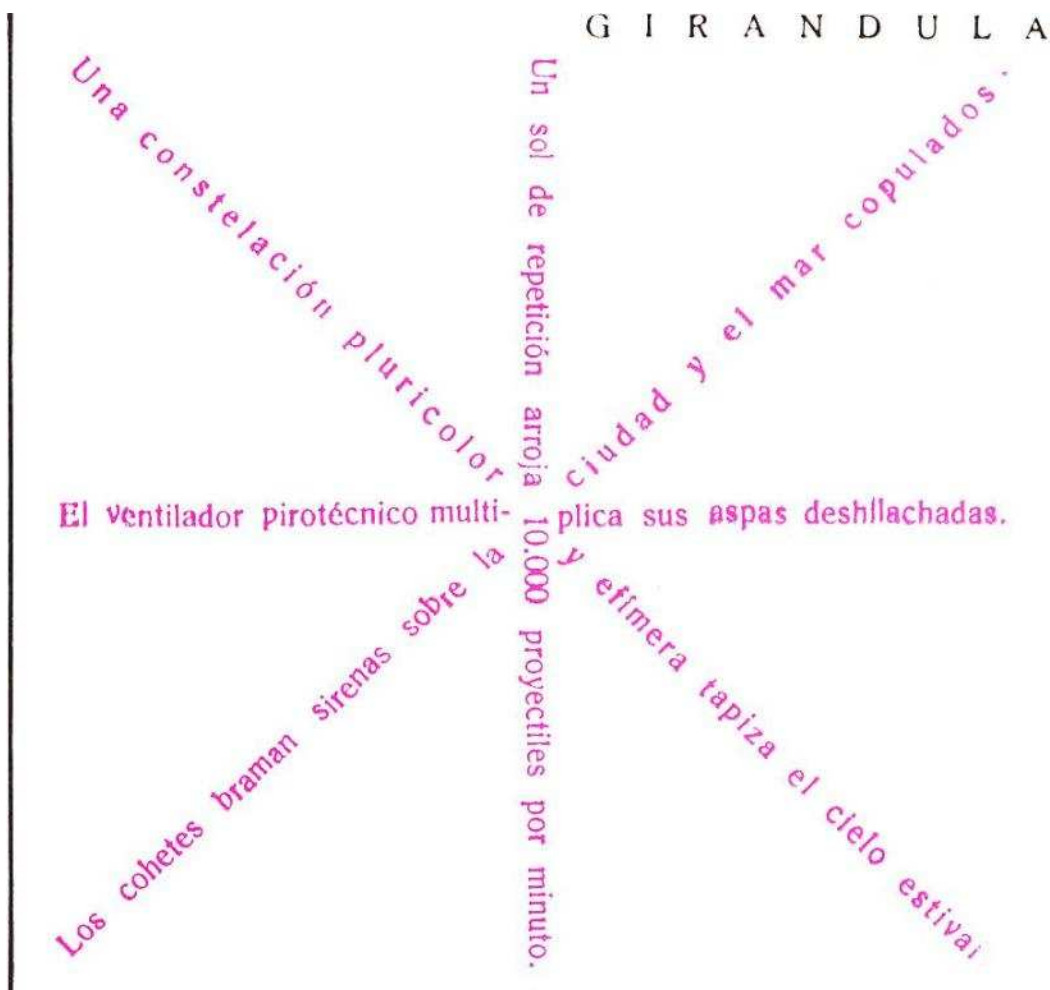 GIRANDULA
Una constelación pluricolor y efímera tapiza el cielo estival
Un sol de repetición arroja 10.000 proyectiles por minuto.
Los cohetes braman sirenas sobre la ciudad y el mar copulados.
El ventilador pirotécnico multi- plica sus aspas deshilachadas.